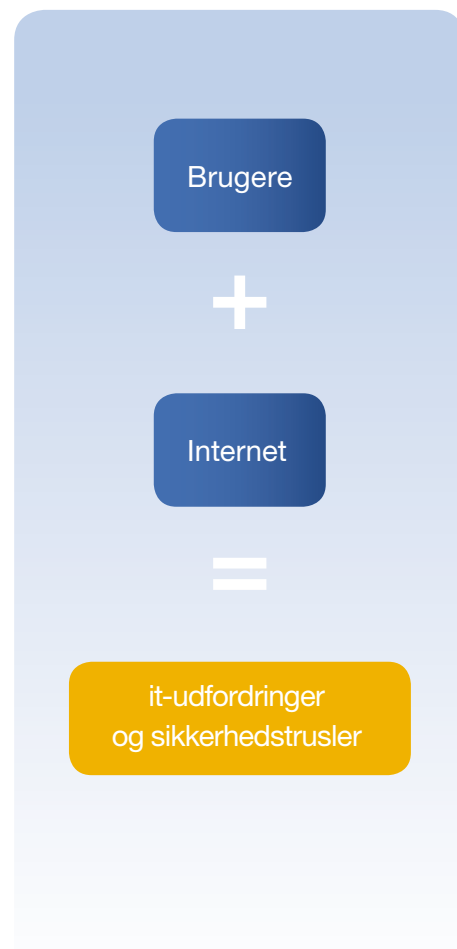 Brugere
+
Internet
=
it-udfordringer
og sikkerhedstrusler